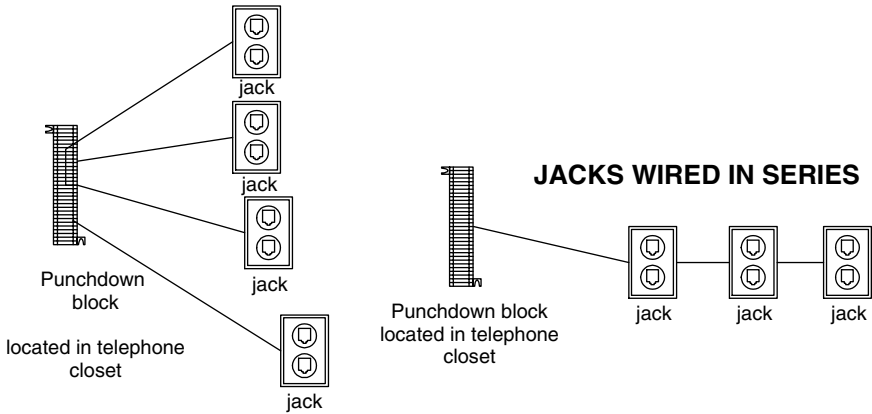 jack
jack
jack
Punchdown
block
located in telephone
closet
jack
JACKS WIRED IN SERIES
Punchdown block
located in telephone
closet
jack
jack
jack